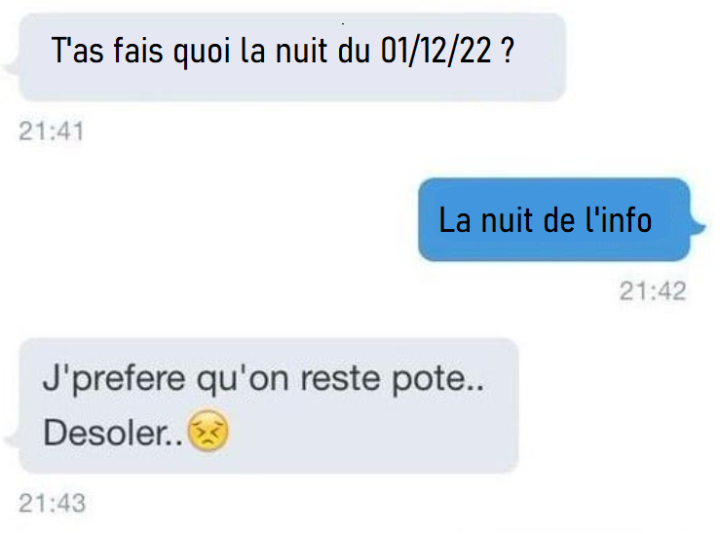 T'as fais quoi la nuit du 01/12/22 ?
21:41
La nuit de l'info
21:42
J'prefere qu'on reste pote..
Desoler..😣
21:43